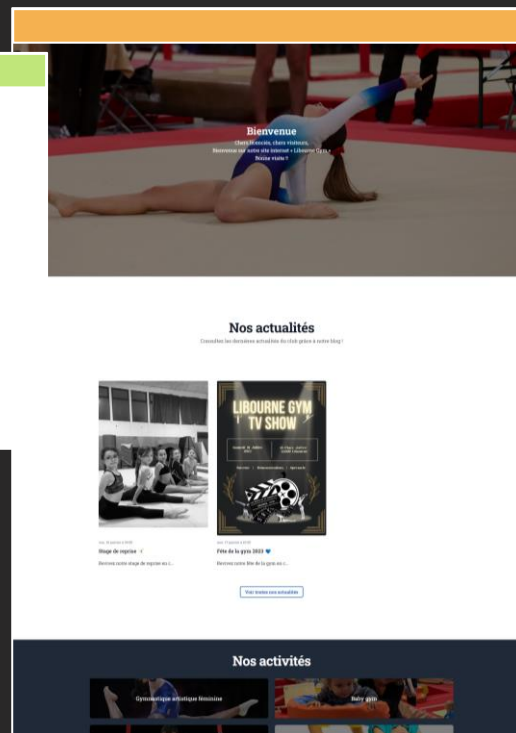 Bienvenue
Chers licenciés, chers visiteurs,
Bienvenue sur notre site internet « Libourne Gym »
Bonne visite !!
Nos actualités
Consultez les dernières actualités du club grâce à notre blog !
LIBOURNE GYM
TV SHOW
Stage de reprise
Fête de la gym 2023 💙
Revivez notre stage de reprise au c...
Revivez notre fête de la gym au c...
Voir toutes nos actualités
Nos activités
Gymnastique artistique féminine
Baby gym